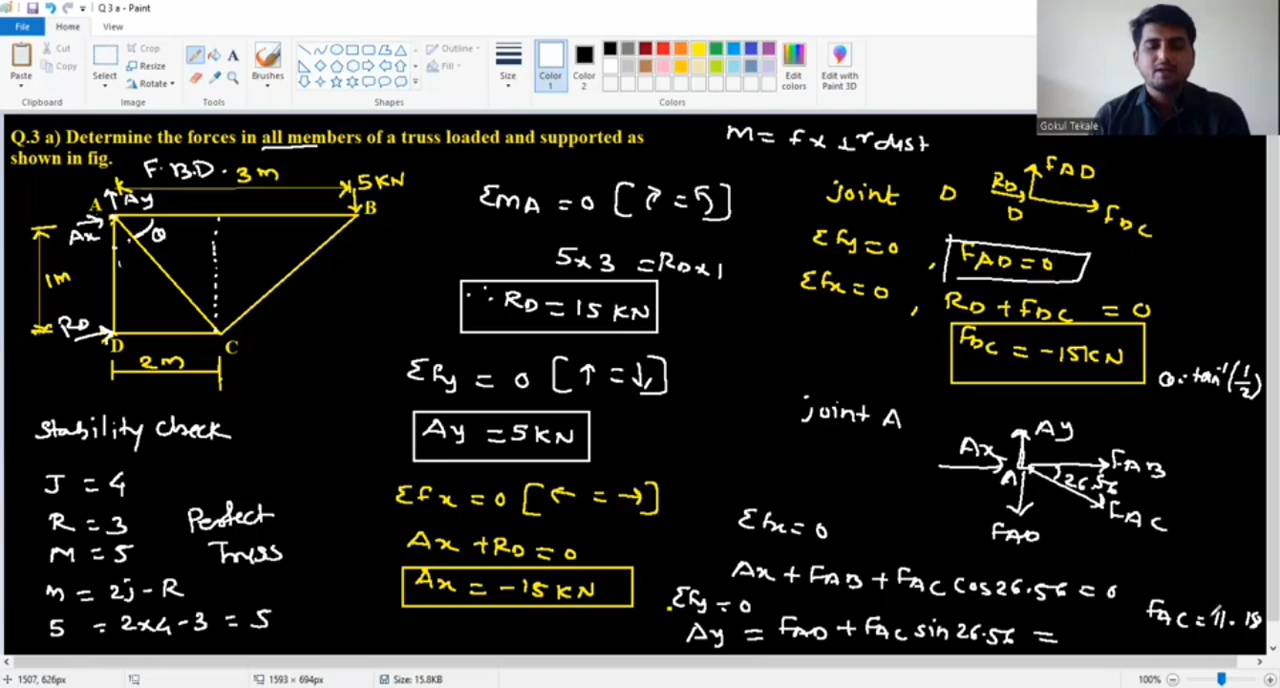 Q 3 a - Paint
File Home View
Paste
Cut
Copy
Clipboard
Select
Crop
Resize
Rotate
Image
A
Tools
Brushes
Outline
Fill
Shapes
Size
Color 1
Color 2
Edit colors
Colors
Edit with Paint 3D
Gokul Tekale
Q.3 a) Determine the forces in all members of a truss loaded and supported as
shown in fig.
F.B.D.
3m
5KN
Ay
A
B
Ax
θ
1m
RD
D
C
2m
Stability Check
J = 4
R = 3
M = 5
Perfect
Truss
m = 2j - R
5 = 2x4 - 3 = 5
M = f x ⊥r dist
ΣMA = 0 [↱ = ↰]
5 x 3 = RD x 1
∴ RD = 15 KN
Σfy = 0 [↑ = ↓]
Ay = 5 KN
Σfx = 0 [← = →]
Ax + RD = 0
Ax = -15 KN
joint D
FAD
RD
D
FDC
Σfy = 0, FAD = 0
Σfx = 0, RD + FDC = 0
FDC = -15KN
θ = tan⁻¹(1/2)
joint A
Ay
Ax
A
FAB
26.56
FAC
FAD
Σfx = 0
Ax + FAB + FAC cos 26.56 = 0
Σfy = 0
Ay = FAD + FAC sin 26.56 =
FAC = 11.18
1507, 626px
1593 × 694px
Size: 15.8KB
100%